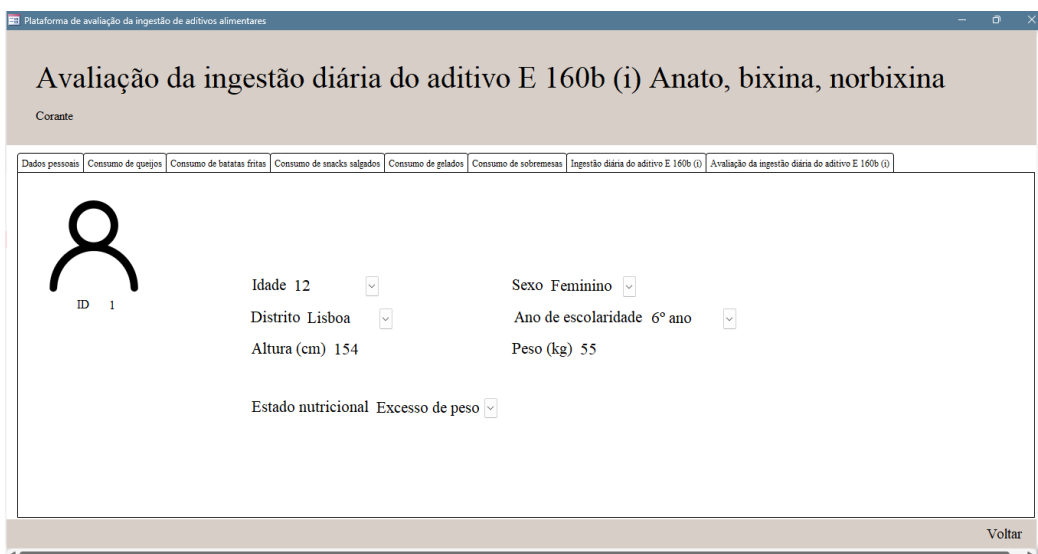 Plataforma de avaliação da ingestão de aditivos alimentares
Avaliação da ingestão diária do aditivo E 160b (i) Anato, bixina, norbixina
Corante
Dados pessoais Consumo de queijos Consumo de batatas fritas Consumo de snacks salgados Consumo de gelados Consumo de sobremesas Ingestão diária do aditivo E 160b (i) Avaliação da ingestão diária do aditivo E 160b (i)
ID 1
Idade 12 Sexo Feminino
Distrito Lisboa Ano de escolaridade 6º ano
Altura (cm) 154 Peso (kg) 55
Estado nutricional Excesso de peso
Voltar